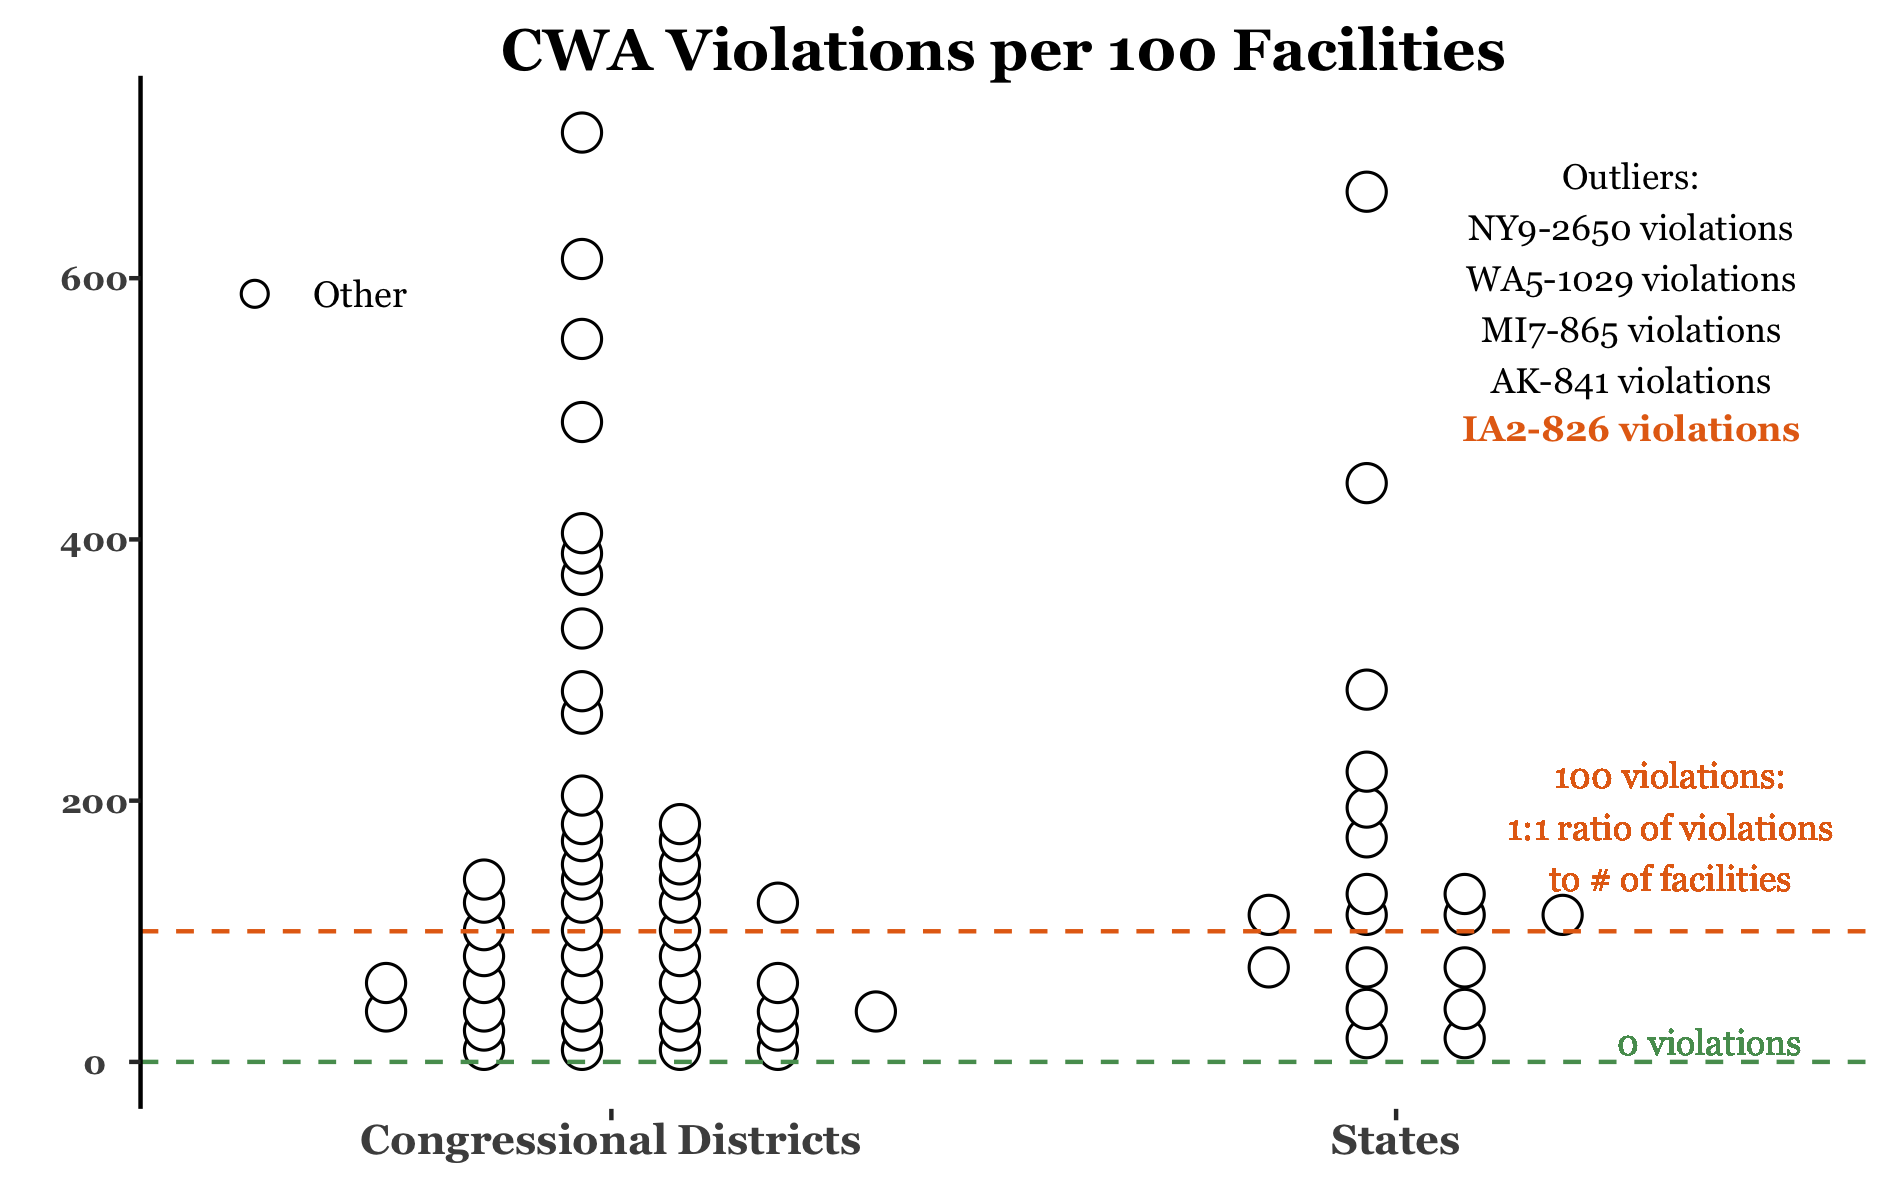 CWA Violations per 100 Facilities
Outliers:
NY9-2650 violations
WA5-1029 violations
MI7-865 violations
AK-841 violations
IA2-826 violations
600
Other
400
200
100 violations:
1:1 ratio of violations
to # of facilities
0 violations
0
Congressional Districts
States